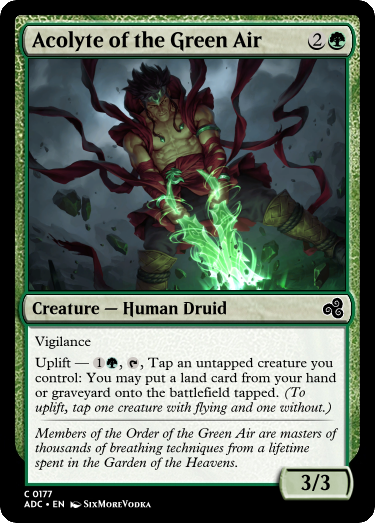 Acolyte of the Green Air 2
Creature — Human Druid
Vigilance
Uplift — 1, , Tap an untapped creature you
control: You may put a land card from your hand
or graveyard onto the battlefield tapped. (To
uplift, tap one creature with flying and one without.)
Members of the Order of the Green Air are masters of
thousands of breathing techniques from a lifetime
spent in the Garden of the Heavens.
3/3
C 0177
ADC • EN SixMoreVodka